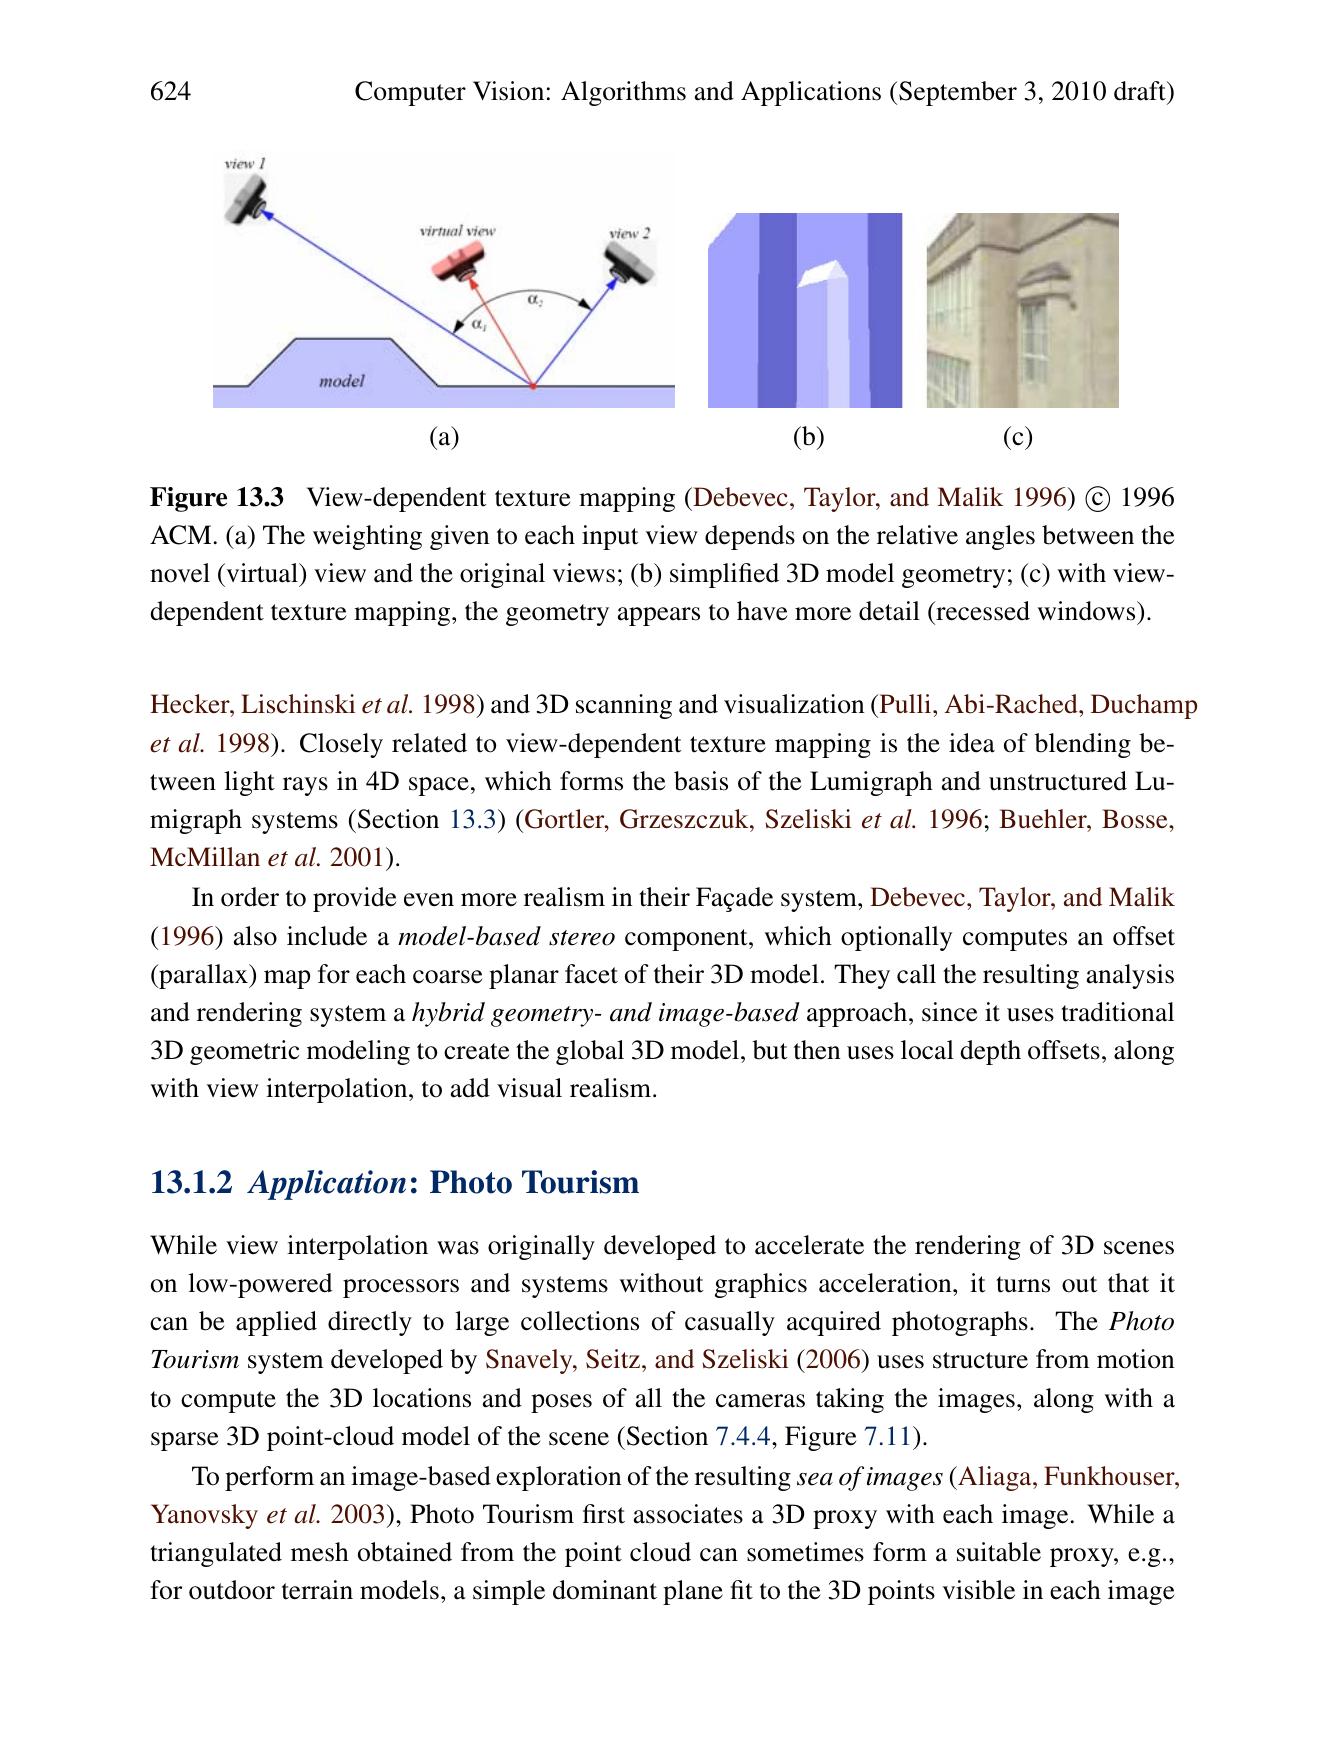 624 Computer Vision: Algorithms and Applications (September 3, 2010 draft)
view 1
virtual view
view 2
α₁
α₂
model
(a) (b) (c)
Figure 13.3 View-dependent texture mapping (Debevec, Taylor, and Malik 1996) © 1996
ACM. (a) The weighting given to each input view depends on the relative angles between the
novel (virtual) view and the original views; (b) simplified 3D model geometry; (c) with view-
dependent texture mapping, the geometry appears to have more detail (recessed windows).
Hecker, Lischinski et al. 1998) and 3D scanning and visualization (Pulli, Abi-Rached, Duchamp
et al. 1998). Closely related to view-dependent texture mapping is the idea of blending be-
tween light rays in 4D space, which forms the basis of the Lumigraph and unstructured Lu-
migraph systems (Section 13.3) (Gortler, Grzeszczuk, Szeliski et al. 1996; Buehler, Bosse,
McMillan et al. 2001).
In order to provide even more realism in their Façade system, Debevec, Taylor, and Malik
(1996) also include a model-based stereo component, which optionally computes an offset
(parallax) map for each coarse planar facet of their 3D model. They call the resulting analysis
and rendering system a hybrid geometry- and image-based approach, since it uses traditional
3D geometric modeling to create the global 3D model, but then uses local depth offsets, along
with view interpolation, to add visual realism.
13.1.2 Application: Photo Tourism
While view interpolation was originally developed to accelerate the rendering of 3D scenes
on low-powered processors and systems without graphics acceleration, it turns out that it
can be applied directly to large collections of casually acquired photographs. The Photo
Tourism system developed by Snavely, Seitz, and Szeliski (2006) uses structure from motion
to compute the 3D locations and poses of all the cameras taking the images, along with a
sparse 3D point-cloud model of the scene (Section 7.4.4, Figure 7.11).
To perform an image-based exploration of the resulting sea of images (Aliaga, Funkhouser,
Yanovsky et al. 2003), Photo Tourism first associates a 3D proxy with each image. While a
triangulated mesh obtained from the point cloud can sometimes form a suitable proxy, e.g.,
for outdoor terrain models, a simple dominant plane fit to the 3D points visible in each image